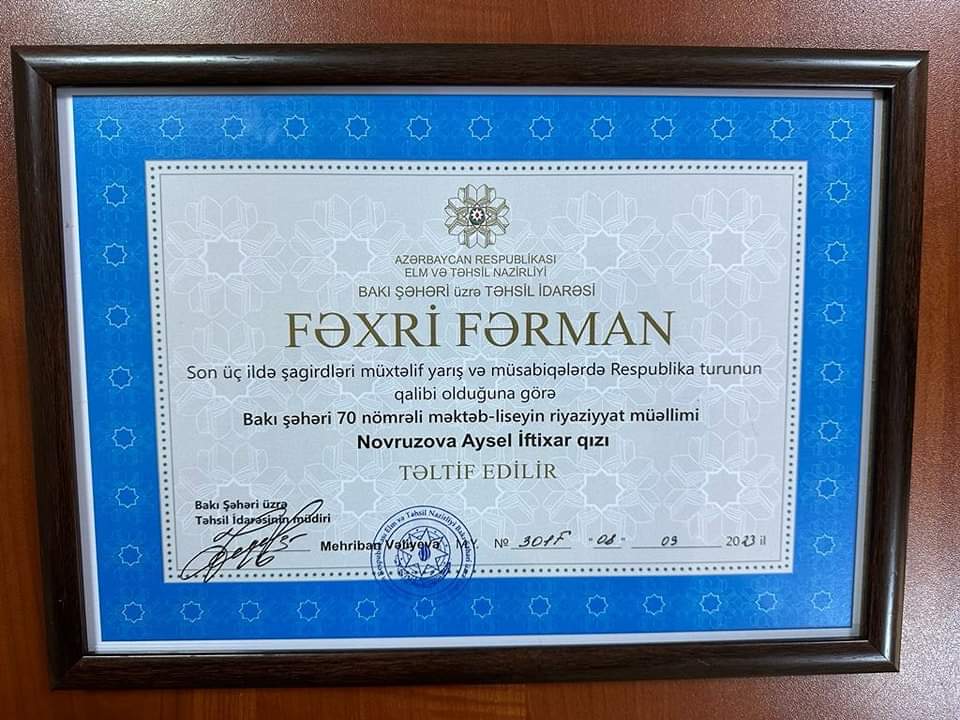 AZƏRBAYCAN RESPUBLİKASI
ELM VƏ TƏHSİL NAZİRLİYİ
BAKI ŞƏHƏRİ üzrə TƏHSİL İDARƏSİ
FƏXRİ FƏRMAN
Son üç ildə şagirdləri müxtəlif yarış və müsabiqələrdə Respublika turunun
qalibi olduğuna görə
Bakı şəhəri 70 nömrəli məktəb-liseyin riyaziyyat müəllimi
Novruzova Aysel İftixar qızı
TƏLTİF EDİLİR
Bakı Şəhəri üzrə
Təhsil İdarəsinin müdiri
Mehriban Vəliyeva
№ 301F 09 2023 il